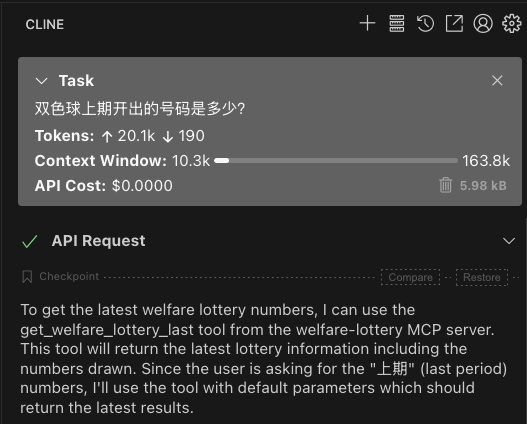 CLINE
Task
双色球上期开出的号码是多少?
Tokens: ↑ 20.1k ↓ 190
Context Window: 10.3k 163.8k
API Cost: $0.0000 5.98 kB
API Request
Checkpoint Compare Restore
To get the latest welfare lottery numbers, I can use the
get_welfare_lottery_last tool from the welfare-lottery MCP server.
This tool will return the latest lottery information including the
numbers drawn. Since the user is asking for the "上期" (last period)
numbers, I'll use the tool with default parameters which should
return the latest results.